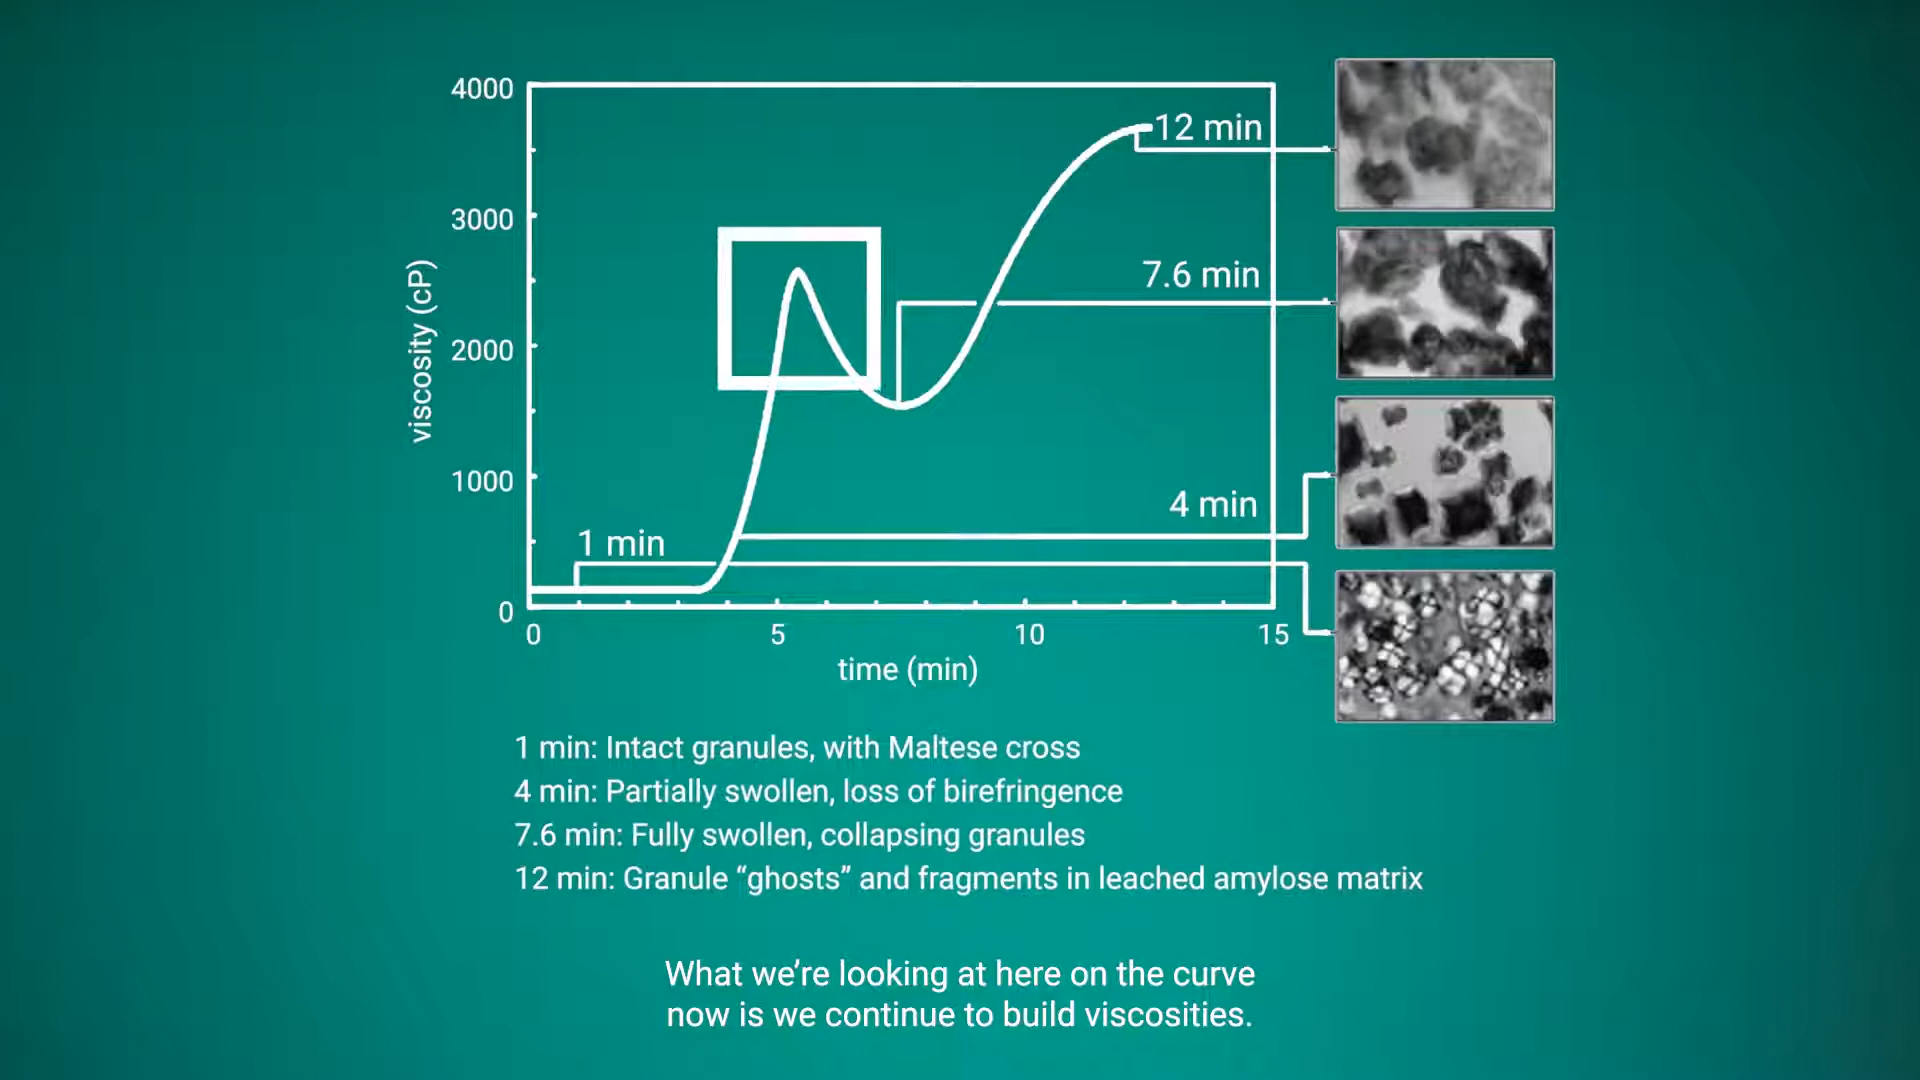 4000
12 min
3000
7.6 min
viscosity (cP)
2000
1000
4 min
1 min
0
0
5
10
15
time (min)
1 min: Intact granules, with Maltese cross
4 min: Partially swollen, loss of birefringence
7.6 min: Fully swollen, collapsing granules
12 min: Granule “ghosts” and fragments in leached amylose matrix
What we’re looking at here on the curve
now is we continue to build viscosities.